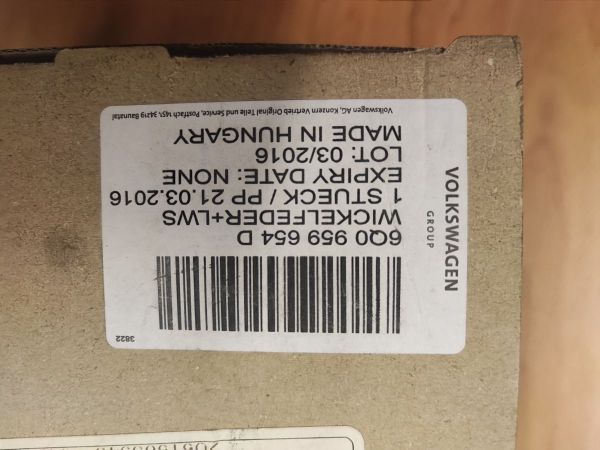 VOLKSWAGEN
GROUP
3822
6Q0 959 654 D
WICKELFEDER+LWS
1 STUECK / PP 21.03.2016
EXPIRY DATE: NONE
LOT: 03/2016
MADE IN HUNGARY
Volkswagen AG, Konzern Vertrieb Original Teile und Service, Postfach 1451, 34219 Baunatal